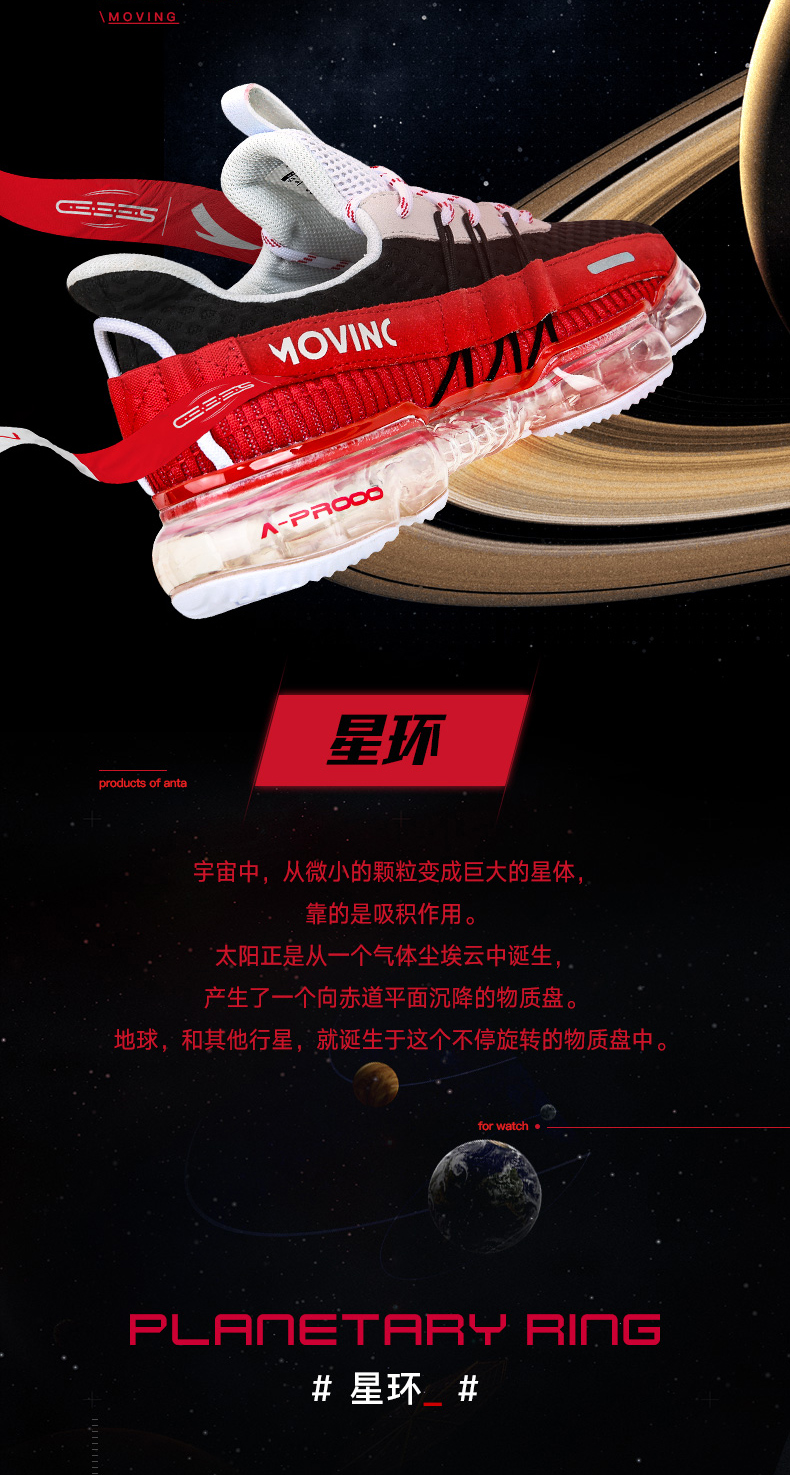 \MOVING
SEES
SEES
MOVINC
A-PROOO
星环
products of anta
宇宙中，从微小的颗粒变成巨大的星体，
靠的是吸积作用。
太阳正是从一个气体尘埃云中诞生，
产生了一个向赤道平面沉降的物质盘。
地球，和其他行星，就诞生于这个不停旋转的物质盘中。
for watch
PLANETARY RING
# 星环_ #